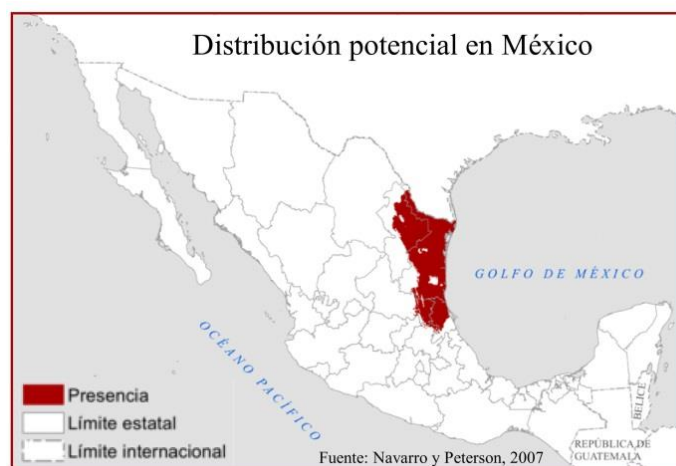 Distribución potencial en México
GOLFO DE MÉXICO
OCÉANO PACÍFICO
BELICE
Presencia
Límite estatal
Límite internacional
REPÚBLICA DE
GUATEMALA
Fuente: Navarro y Peterson, 2007